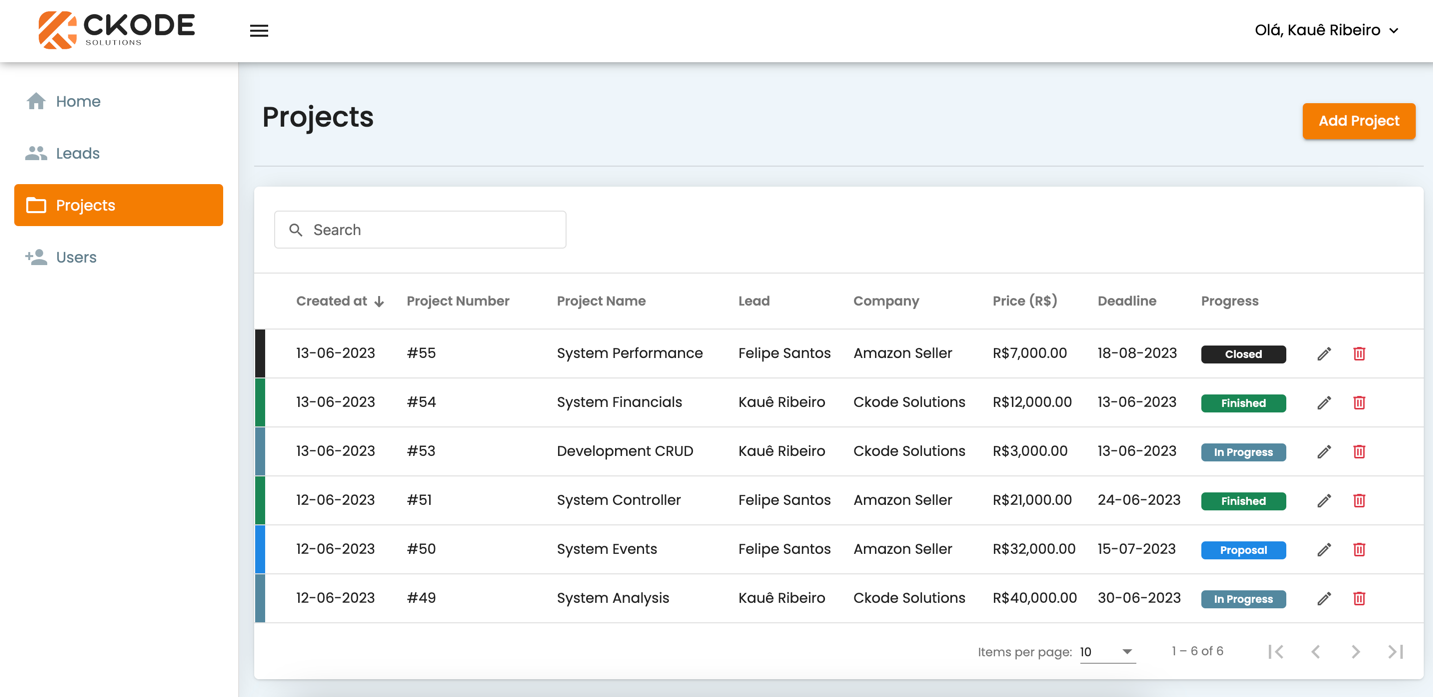 CKODE
SOLUTIONS
Olá, Kauê Ribeiro
Home
Leads
Projects
Users
Projects
Add Project
Search
Created at Project Number Project Name Lead Company Price (R$) Deadline Progress
13-06-2023 #55 System Performance Felipe Santos Amazon Seller R$7,000.00 18-08-2023 Closed
13-06-2023 #54 System Financials Kauê Ribeiro Ckode Solutions R$12,000.00 13-06-2023 Finished
13-06-2023 #53 Development CRUD Kauê Ribeiro Ckode Solutions R$3,000.00 13-06-2023 In Progress
12-06-2023 #51 System Controller Felipe Santos Amazon Seller R$21,000.00 24-06-2023 Finished
12-06-2023 #50 System Events Felipe Santos Amazon Seller R$32,000.00 15-07-2023 Proposal
12-06-2023 #49 System Analysis Kauê Ribeiro Ckode Solutions R$40,000.00 30-06-2023 In Progress
Items per page: 10 1 – 6 of 6